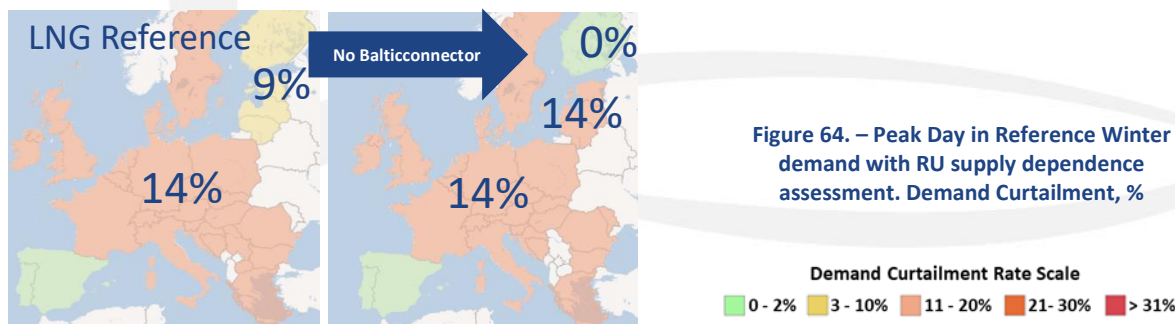 LNG Reference
9%
14%
No Balticconnector
0%
14%
14%
Figure 64. – Peak Day in Reference Winter
demand with RU supply dependence
assessment. Demand Curtailment, %
Demand Curtailment Rate Scale
0 - 2% 3 - 10% 11 - 20% 21- 30% > 31%